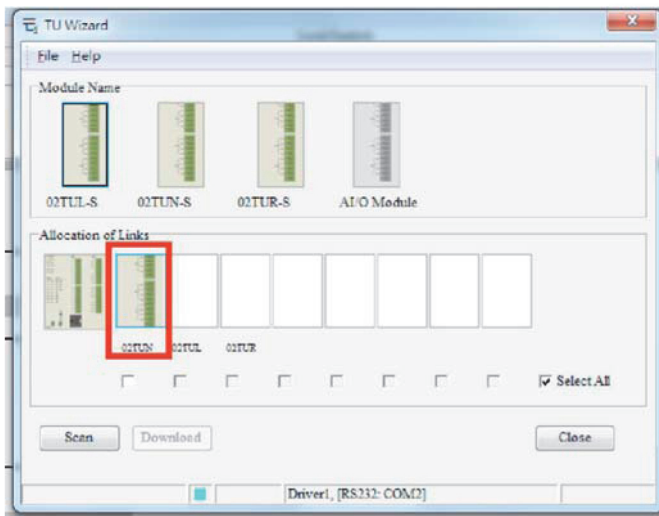 TU Wizard
File Help
Module Name
02TUL-S 02TUN-S 02TUR-S AI/O Module
Allocation of Links
02TUN 02TUL 02TUR
Select All
Scan Download Close
Driver1, [RS232: COM2]